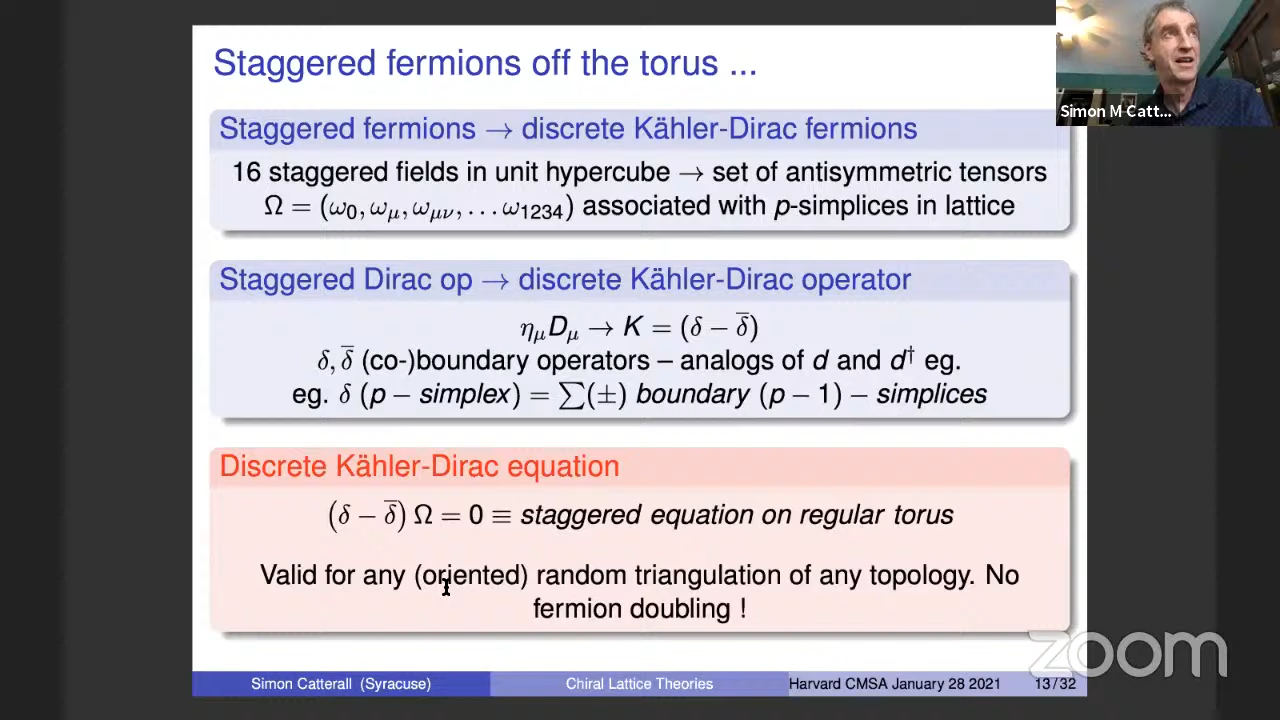 Staggered fermions off the torus ...
Simon M Catt...
Staggered fermions → discrete Kähler-Dirac fermions
16 staggered fields in unit hypercube → set of antisymmetric tensors
Ω = (ω₀, ωμ, ωμν, … ω₁₂₃₄) associated with p-simplices in lattice
Staggered Dirac op → discrete Kähler-Dirac operator
ημDμ → K = (δ − δ̅)
δ, δ̅ (co-)boundary operators – analogs of d and d† eg.
eg. δ (p − simplex) = ∑(±) boundary (p − 1) − simplices
Discrete Kähler-Dirac equation
(δ − δ̅) Ω = 0 ≡ staggered equation on regular torus
Valid for any (oriented) random triangulation of any topology. No
fermion doubling !
zoom
Simon Catterall (Syracuse) Chiral Lattice Theories Harvard CMSA January 28 2021 13/32